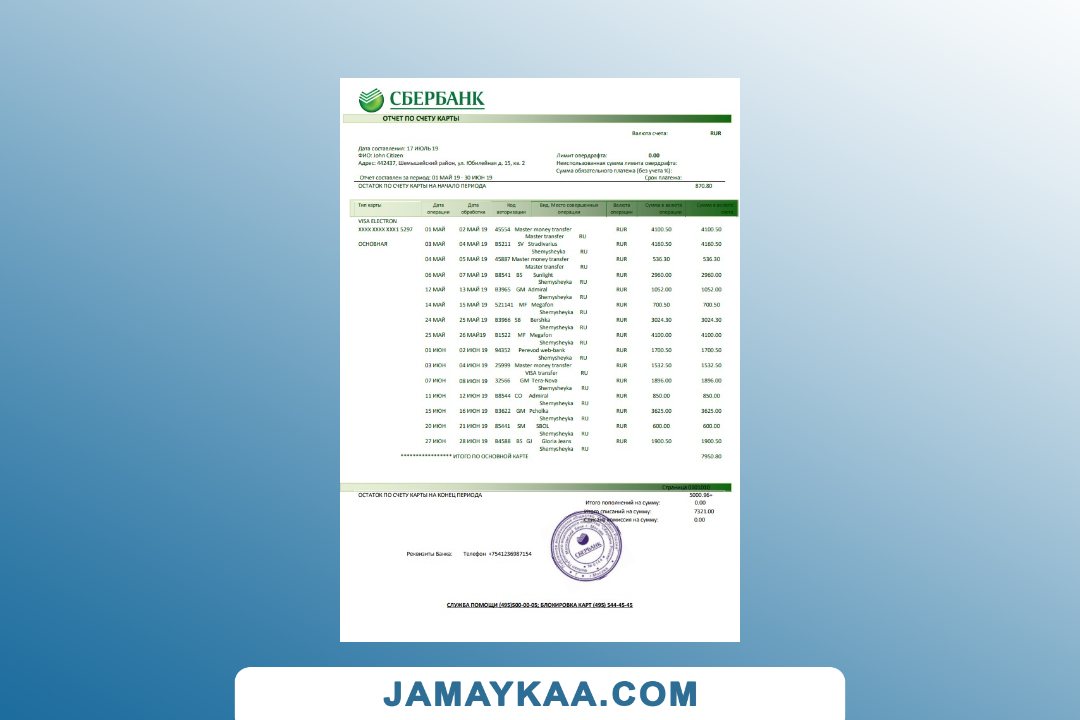 СБЕРБАНК
ОТЧЕТ ПО СЧЕТУ КАРТЫ
Валюта счета: RUR
Дата составления: 17 ИЮЛЬ 19
ФИО: John Citizen
Лимит овердрафта: 0.00
Адрес: 442437, Шемышейский район, ул. Юбилейная д. 15, кв. 2
Неиспользованная сумма лимита овердрафта:
Сумма обязательного платежа (без учета %):
Отчет составлен за период: 01 МАЙ 19 - 30 ИЮН 19 Срок платежа:
ОСТАТОК ПО СЧЕТУ КАРТЫ НА НАЧАЛО ПЕРИОДА 870.80
Тип карты Дата Дата Код Вид, Место совершенных Валюта Сумма в валюте Сумма в валюте
операции обработки авторизации операции операции операции счета
VISA ELECTRON
XXXX XXXX XXX1 5297 01 МАЙ 02 МАЙ 19 45554 Master money transfer RUR 4100.50 4100.50
Master transfer RU
ОСНОВНАЯ 03 МАЙ 04 МАЙ 19 B5211 SV Stradivarius RUR 4160.50 4160.50
Shemysheyka RU
04 МАЙ 05 МАЙ 19 45887 Master money transfer RUR 536.30 536.30
Master transfer RU
06 МАЙ 07 МАЙ 19 B8541 BS Sunlight RUR 2960.00 2960.00
Shemysheyka RU
12 МАЙ 13 МАЙ 19 B3965 GM Admiral RUR 1052.00 1052.00
Shemysheyka RU
14 МАЙ 15 МАЙ 19 521141 MF Megafon RUR 700.50 700.50
Shemysheyka RU
24 МАЙ 25 МАЙ 19 B3966 SB Bershka RUR 3024.30 3024.30
Shemysheyka RU
25 МАЙ 26 МАЙ19 B1522 MF Megafon RUR 4100.00 4100.00
Shemysheyka RU
01 ИЮН 02 ИЮН 19 94352 Perevod web-bank RUR 1700.50 1700.50
Shemysheyka RU
03 ИЮН 04 ИЮН 19 25999 Master money transfer RUR 1532.50 1532.50
VISA transfer RU
07 ИЮН 08 ИЮН 19 32566 GM Tera-Nova RUR 1896.00 1896.00
Shemysheyka RU
11 ИЮН 12 ИЮН 19 B8544 CO Admiral RUR 850.00 850.00
Shemysheyka RU
15 ИЮН 16 ИЮН 19 B3622 GM Pcholka RUR 3625.00 3625.00
Shemysheyka RU
20 ИЮН 21 ИЮН 19 85441 SM SBOL RUR 600.00 600.00
Shemysheyka RU
27 ИЮН 28 ИЮН 19 B4588 BS GJ Gloria Jeans RUR 1900.50 1900.50
Shemysheyka RU
***************** ИТОГО ПО ОСНОВНОЙ КАРТЕ 7950.80
Страница
ОСТАТОК ПО СЧЕТУ КАРТЫ НА КОНЕЦ ПЕРИОДА 5000.96+
Итого пополнений на сумму: 0.00
Итого списаний на сумму: 7321.00
комиссия на сумму: 0.00
СБЕРБАНК
Реквизиты Банка: Телефон +7541236987154
СЛУЖБА ПОМОЩИ (495)500-00-05; БЛОКИРОВКА КАРТ (495) 544-45-45
JAMAYKAA.COM